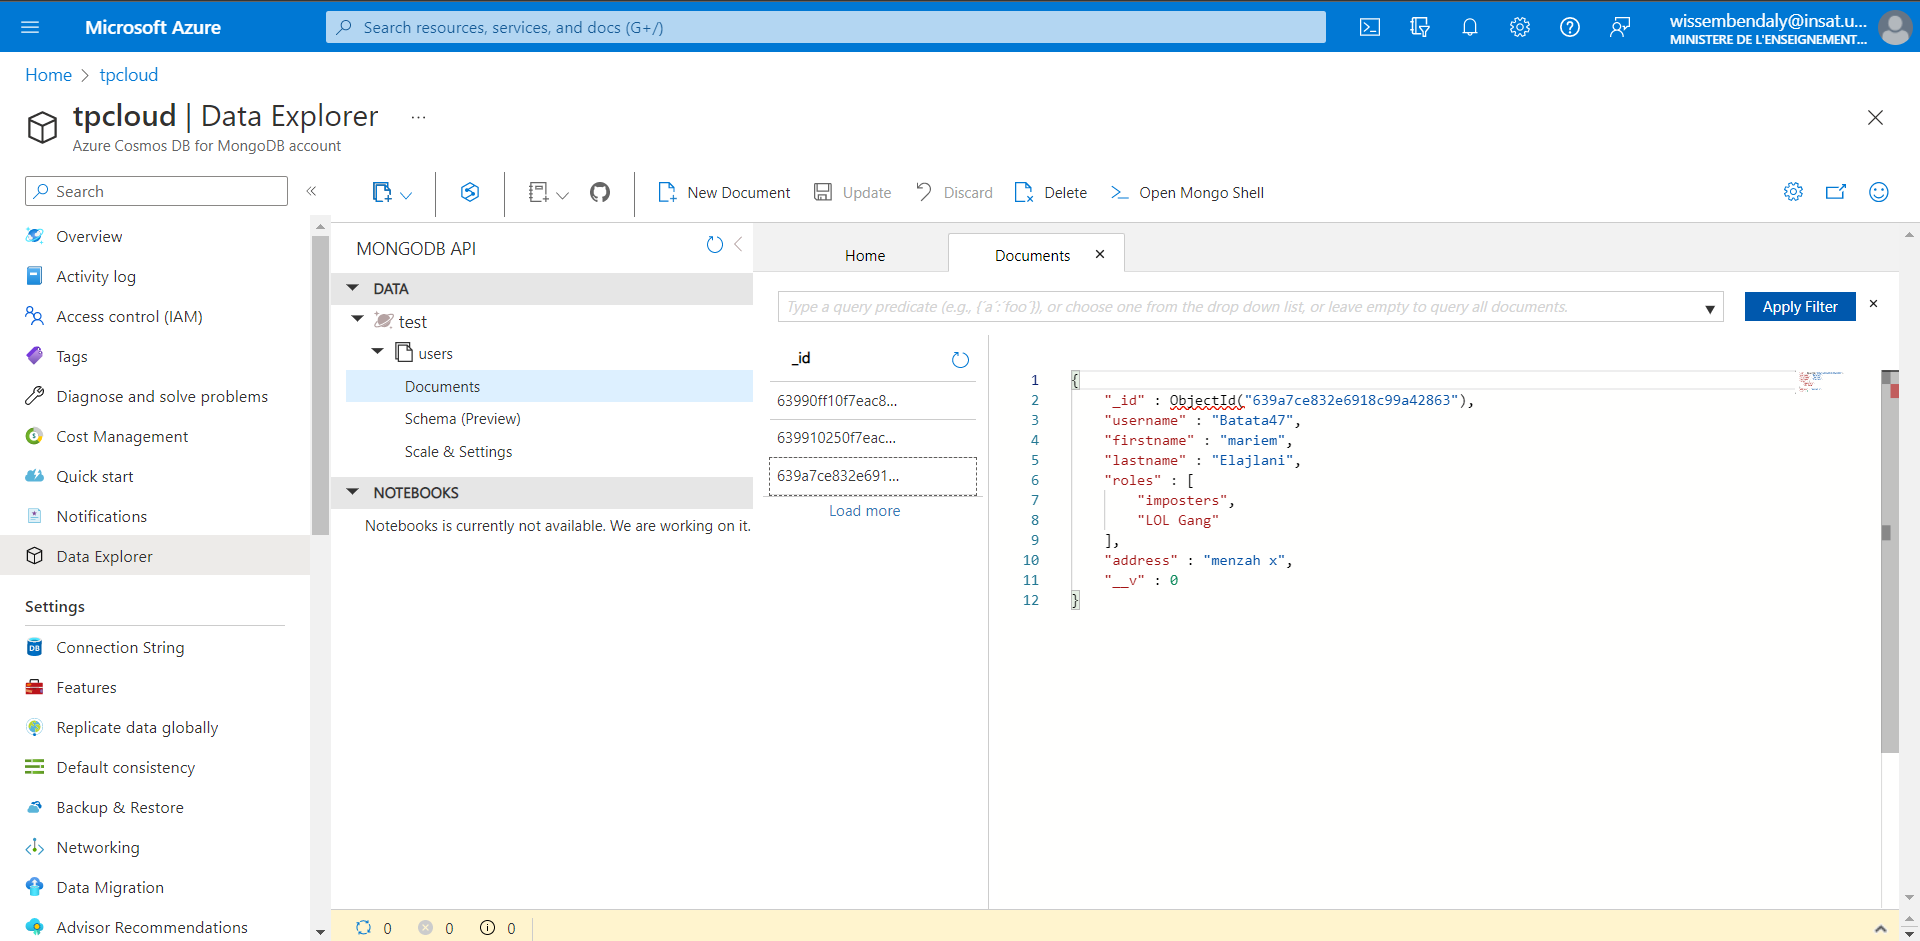 Microsoft Azure
Search resources, services, and docs (G+/)
wissembendaly@insat.u...
MINISTERE DE L'ENSEIGNEMENT...
Home > tpcloud
tpcloud | Data Explorer ...
Azure Cosmos DB for MongoDB account
Search
«
New Document
Update
Discard
Delete
Open Mongo Shell
Overview
Activity log
Access control (IAM)
Tags
Diagnose and solve problems
Cost Management
Quick start
Notifications
Data Explorer
Settings
Connection String
Features
Replicate data globally
Default consistency
Backup & Restore
Networking
Data Migration
Advisor Recommendations
MONGODB API
DATA
test
users
Documents
Schema (Preview)
Scale & Settings
NOTEBOOKS
Notebooks is currently not available. We are working on it.
Home
Documents
Type a query predicate (e.g., {´a´:´foo´}), or choose one from the drop down list, or leave empty to query all documents.
Apply Filter
_id
63990ff10f7eac8...
639910250f7eac...
639a7ce832e691...
Load more
1 {
2 "_id" : ObjectId("639a7ce832e6918c99a42863"),
3 "username" : "Batata47",
4 "firstname" : "mariem",
5 "lastname" : "Elajlani",
6 "roles" : [
7 "imposters",
8 "LOL Gang"
9 ],
10 "address" : "menzah x",
11 "__v" : 0
12 }
0 0 0